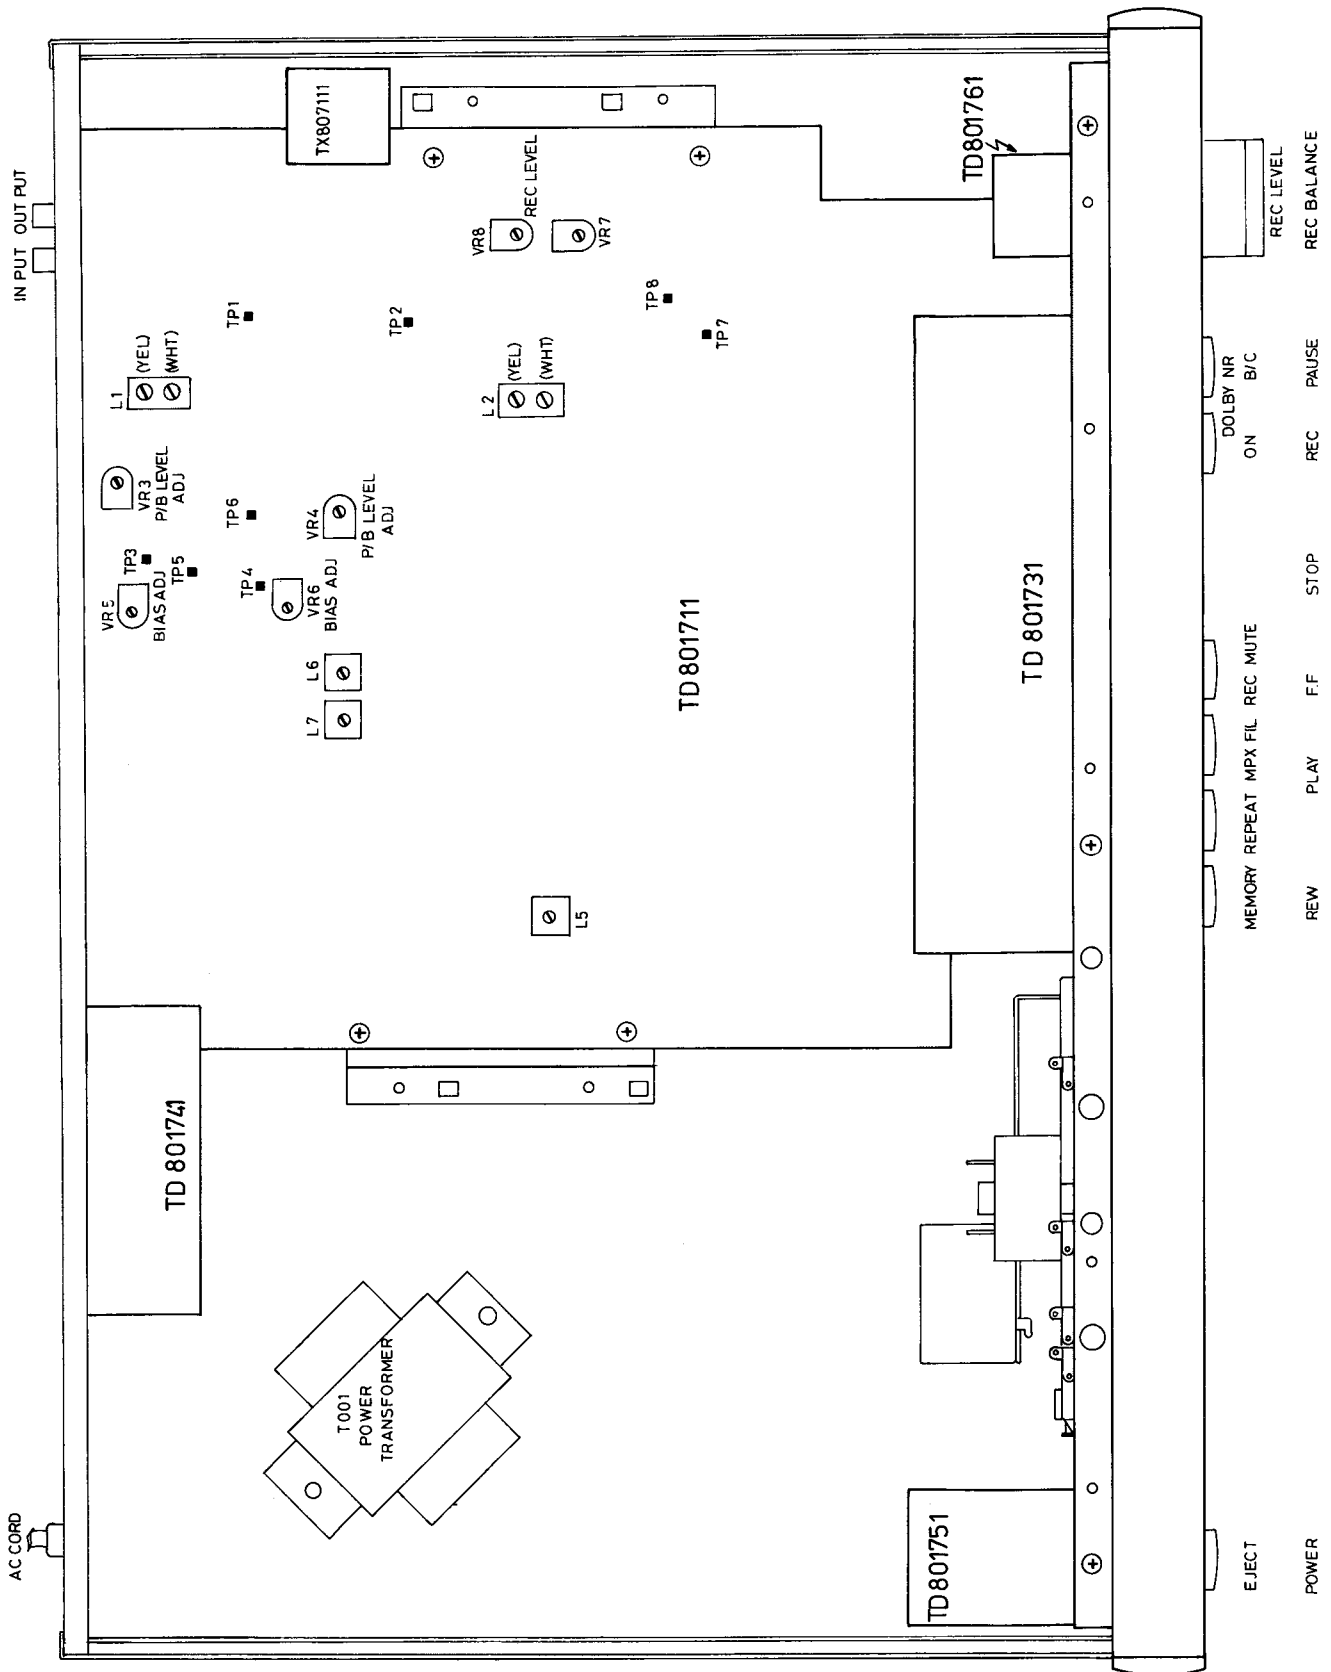 AC CORD
IN PUT OUT PUT
T001
POWER
TRANSFORMER
TD 801741
VR5
BIAS ADJ
TP3
TP5
VR3
P/B LEVEL
ADJ
L1
(YEL)
(WHT)
TP1
TX807111
TP4
VR6
BIAS ADJ
TP6
VR4
P/B LEVEL
ADJ
L7
L6
TP2
L2
(YEL)
(WHT)
VR8
REC LEVEL
VR7
L5
TP8
TP7
TD 801711
TD801751
TD 801731
TD801761
EJECT
MEMORY REPEAT MPX FIL REC MUTE
DOLBY NR
ON B/C
REC LEVEL
POWER
REW PLAY F.F STOP REC PAUSE
REC BALANCE